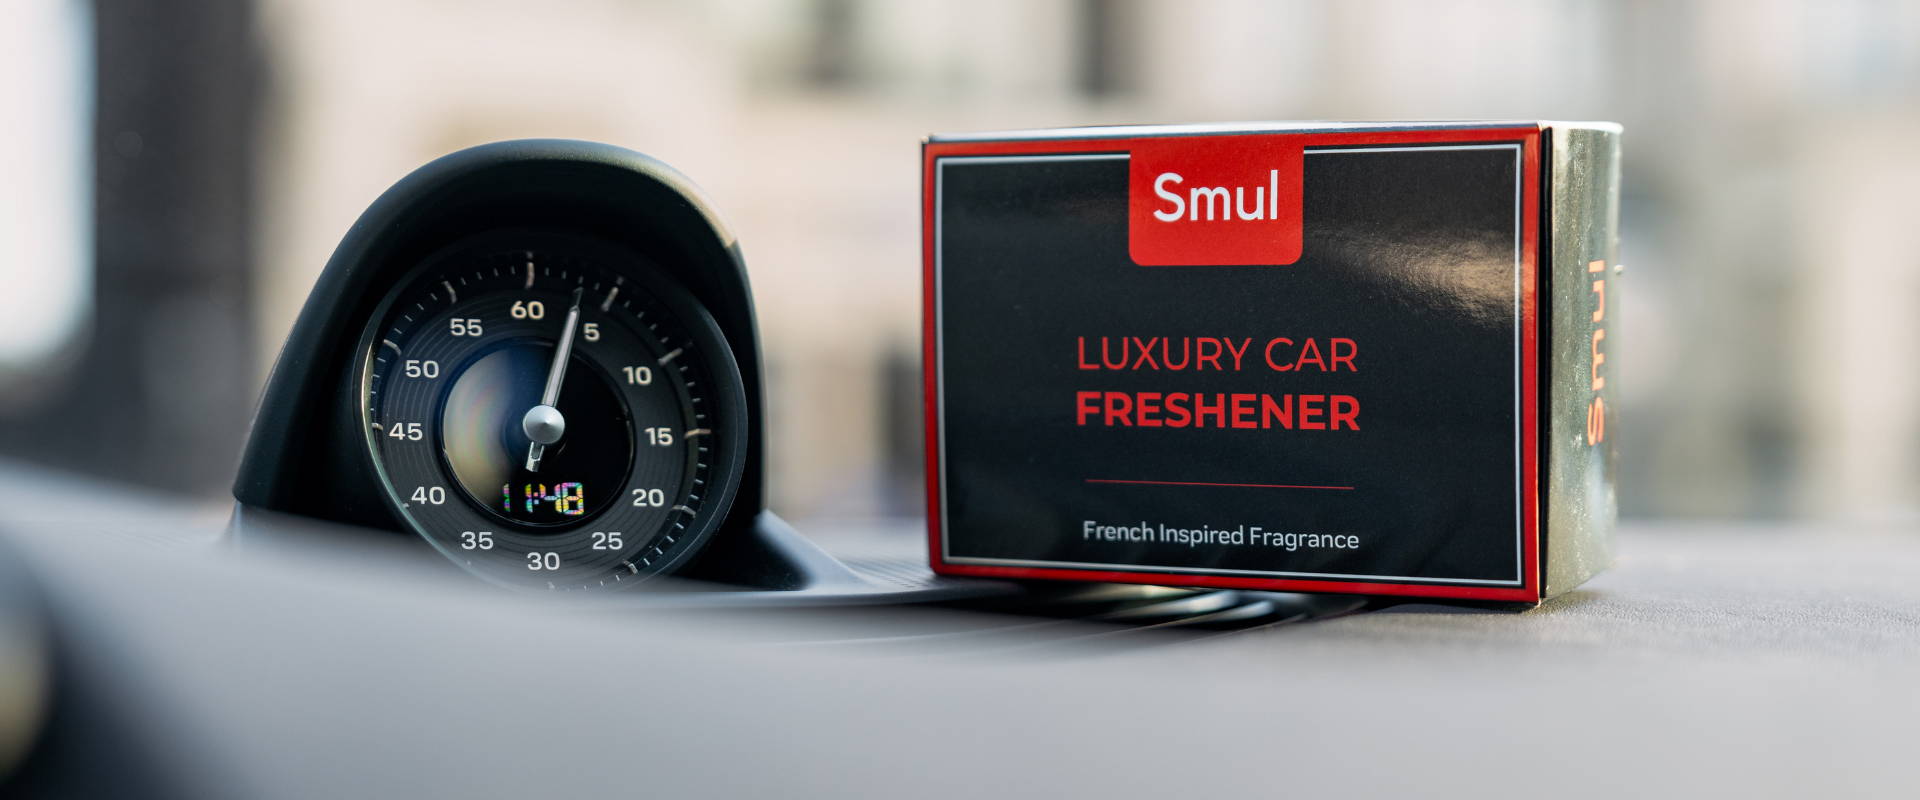 60
5
10
15
20
25
30
35
40
45
50
55
11:48
Smul
LUXURY CAR
FRESHENER
French Inspired Fragrance
Smul